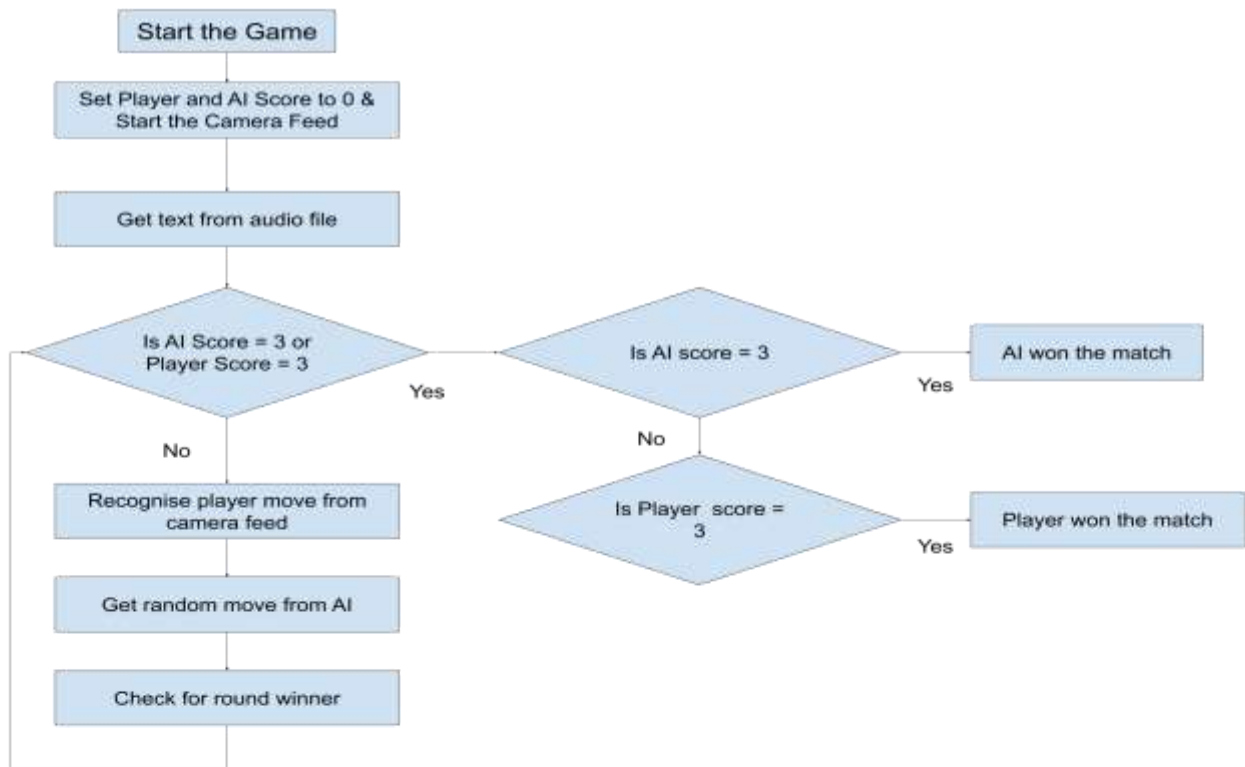 Start the Game
Set Player and AI Score to 0 &
Start the Camera Feed
Get text from audio file
Is AI Score = 3 or
Player Score = 3
Yes
Is AI score = 3
Yes
AI won the match
No
No
Recognise player move from
camera feed
Is Player score =
3
Yes
Player won the match
Get random move from AI
Check for round winner